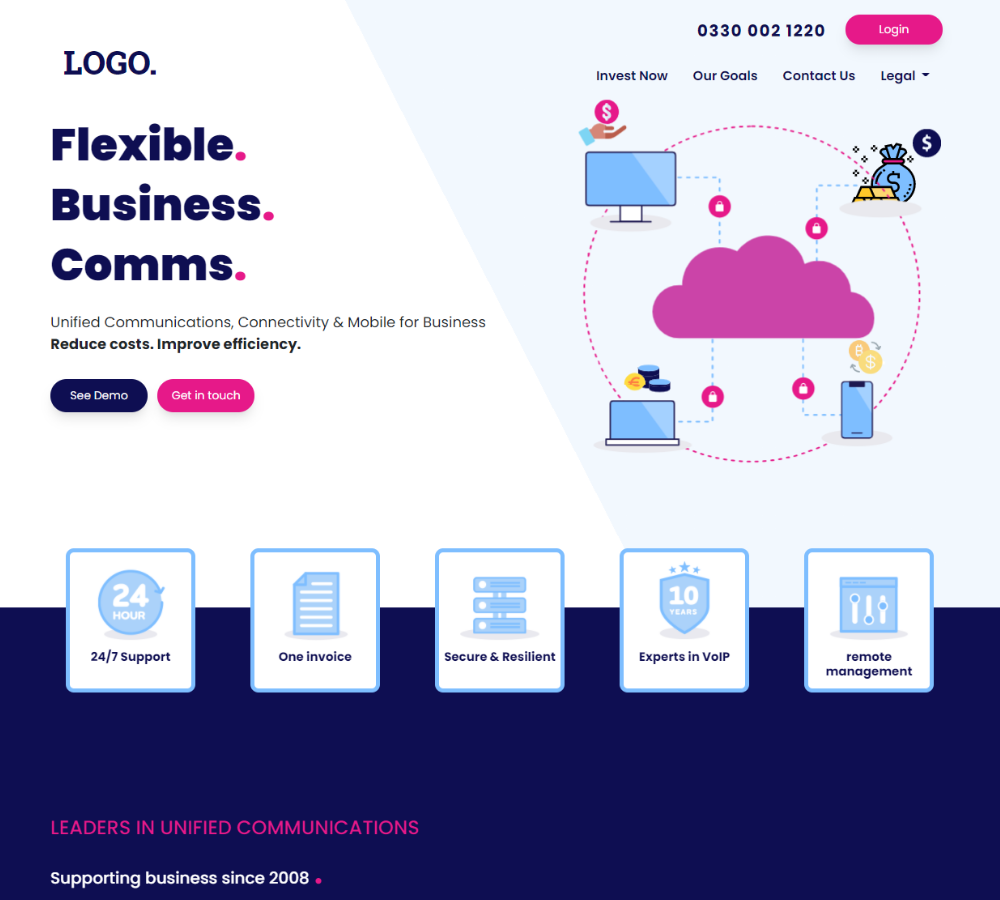 0330 002 1220
Login
LOGO.
Invest Now
Our Goals
Contact Us
Legal
Flexible.
Business.
Comms.
Unified Communications, Connectivity & Mobile for Business
Reduce costs. Improve efficiency.
See Demo
Get in touch
$
$
$
€
B
$
24
HOUR
24/7 Support
One invoice
Secure & Resilient
10
YEARS
Experts in VoIP
remote
management
LEADERS IN UNIFIED COMMUNICATIONS
Supporting business since 2008 .